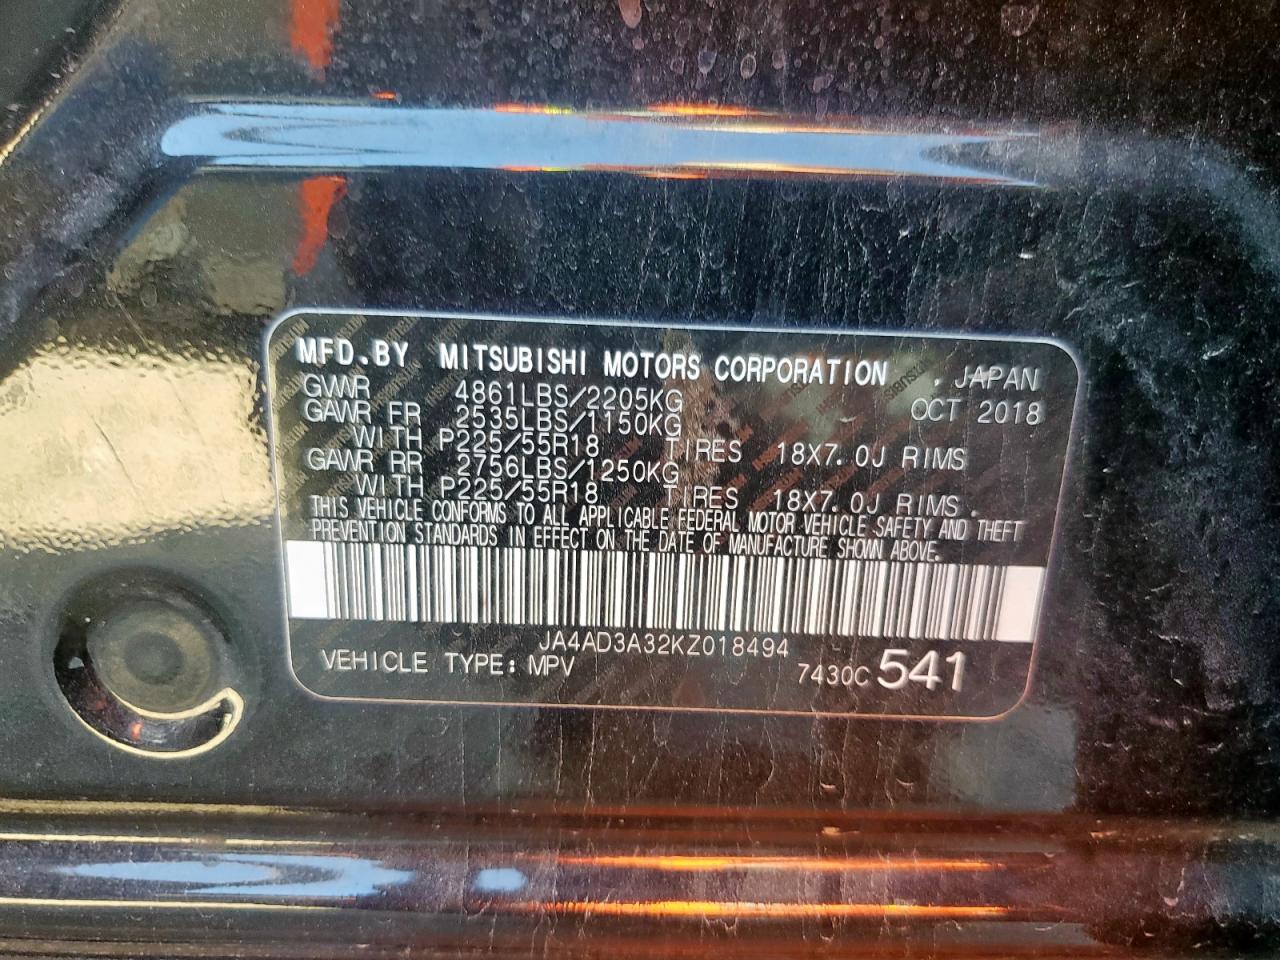 MFD.BY MITSUBISHI MOTORS CORPORATION . JAPAN
GVWR 4861LBS/2205KG OCT 2018
GAWR FR 2535LBS/1150KG
WITH P225/55R18 TIRES 18X7.0J RIMS
GAWR RR 2756LBS/1250KG
WITH P225/55R18 TIRES 18X7.0J RIMS.
THIS VEHICLE CONFORMS TO ALL APPLICABLE FEDERAL MOTOR VEHICLE SAFETY AND THEFT
PREVENTION STANDARDS IN EFFECT ON THE DATE OF MANUFACTURE SHOWN ABOVE.
JA4AD3A32KZ018494
VEHICLE TYPE: MPV 7430C 541